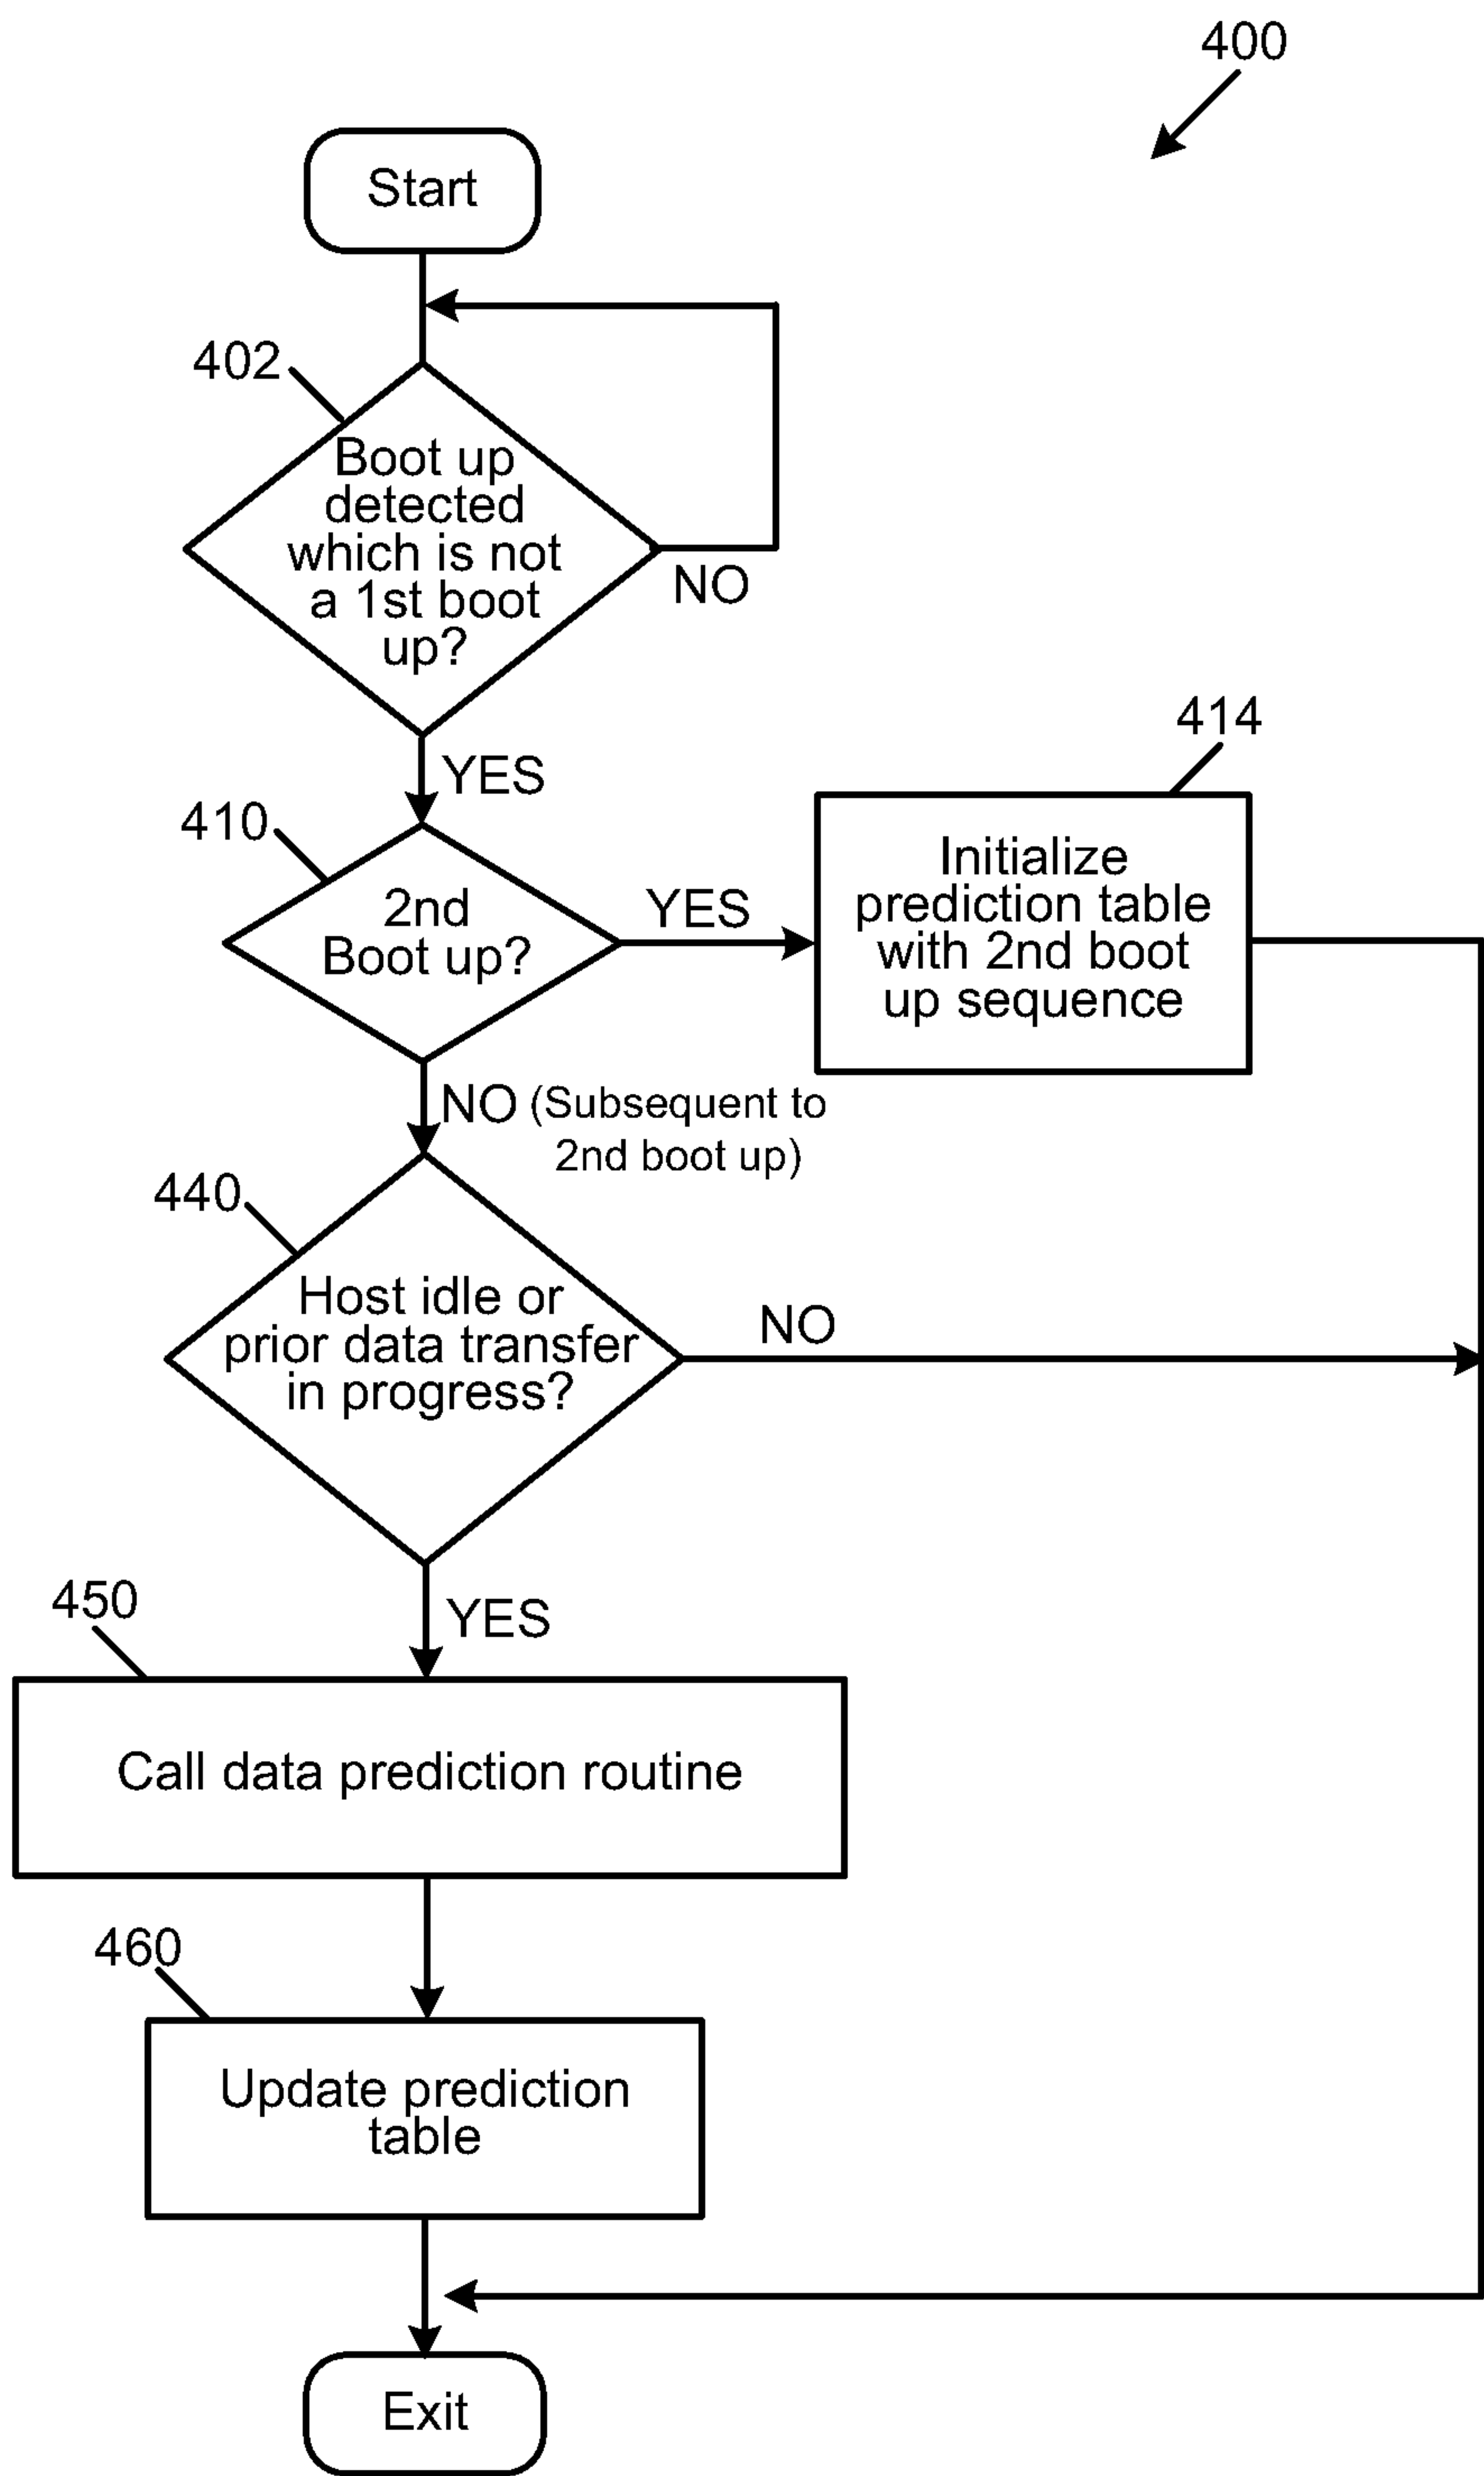 400
Start
402
Boot up
detected
which is not
a 1st boot
up?
NO
YES
414
410
2nd
Boot up?
YES
Initialize
prediction table
with 2nd boot
up sequence
NO (Subsequent to
2nd boot up)
440
Host idle or
prior data transfer
in progress?
NO
YES
450
Call data prediction routine
460
Update prediction
table
Exit